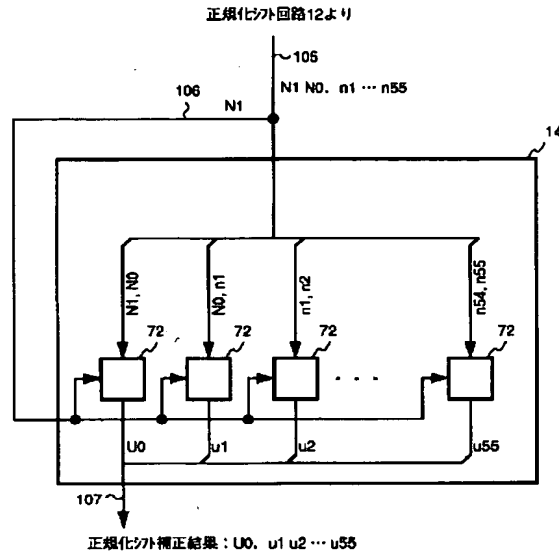 正規化シフト回路12より
105
N1 N0. n1 … n55
106
N1
14
N1, N0
N0, n1
n1, n2
n54, n55
72
72
72
72
. . .
U0
u1
u2
u55
107
正規化シフト補正結果：U0. u1 u2 … u55